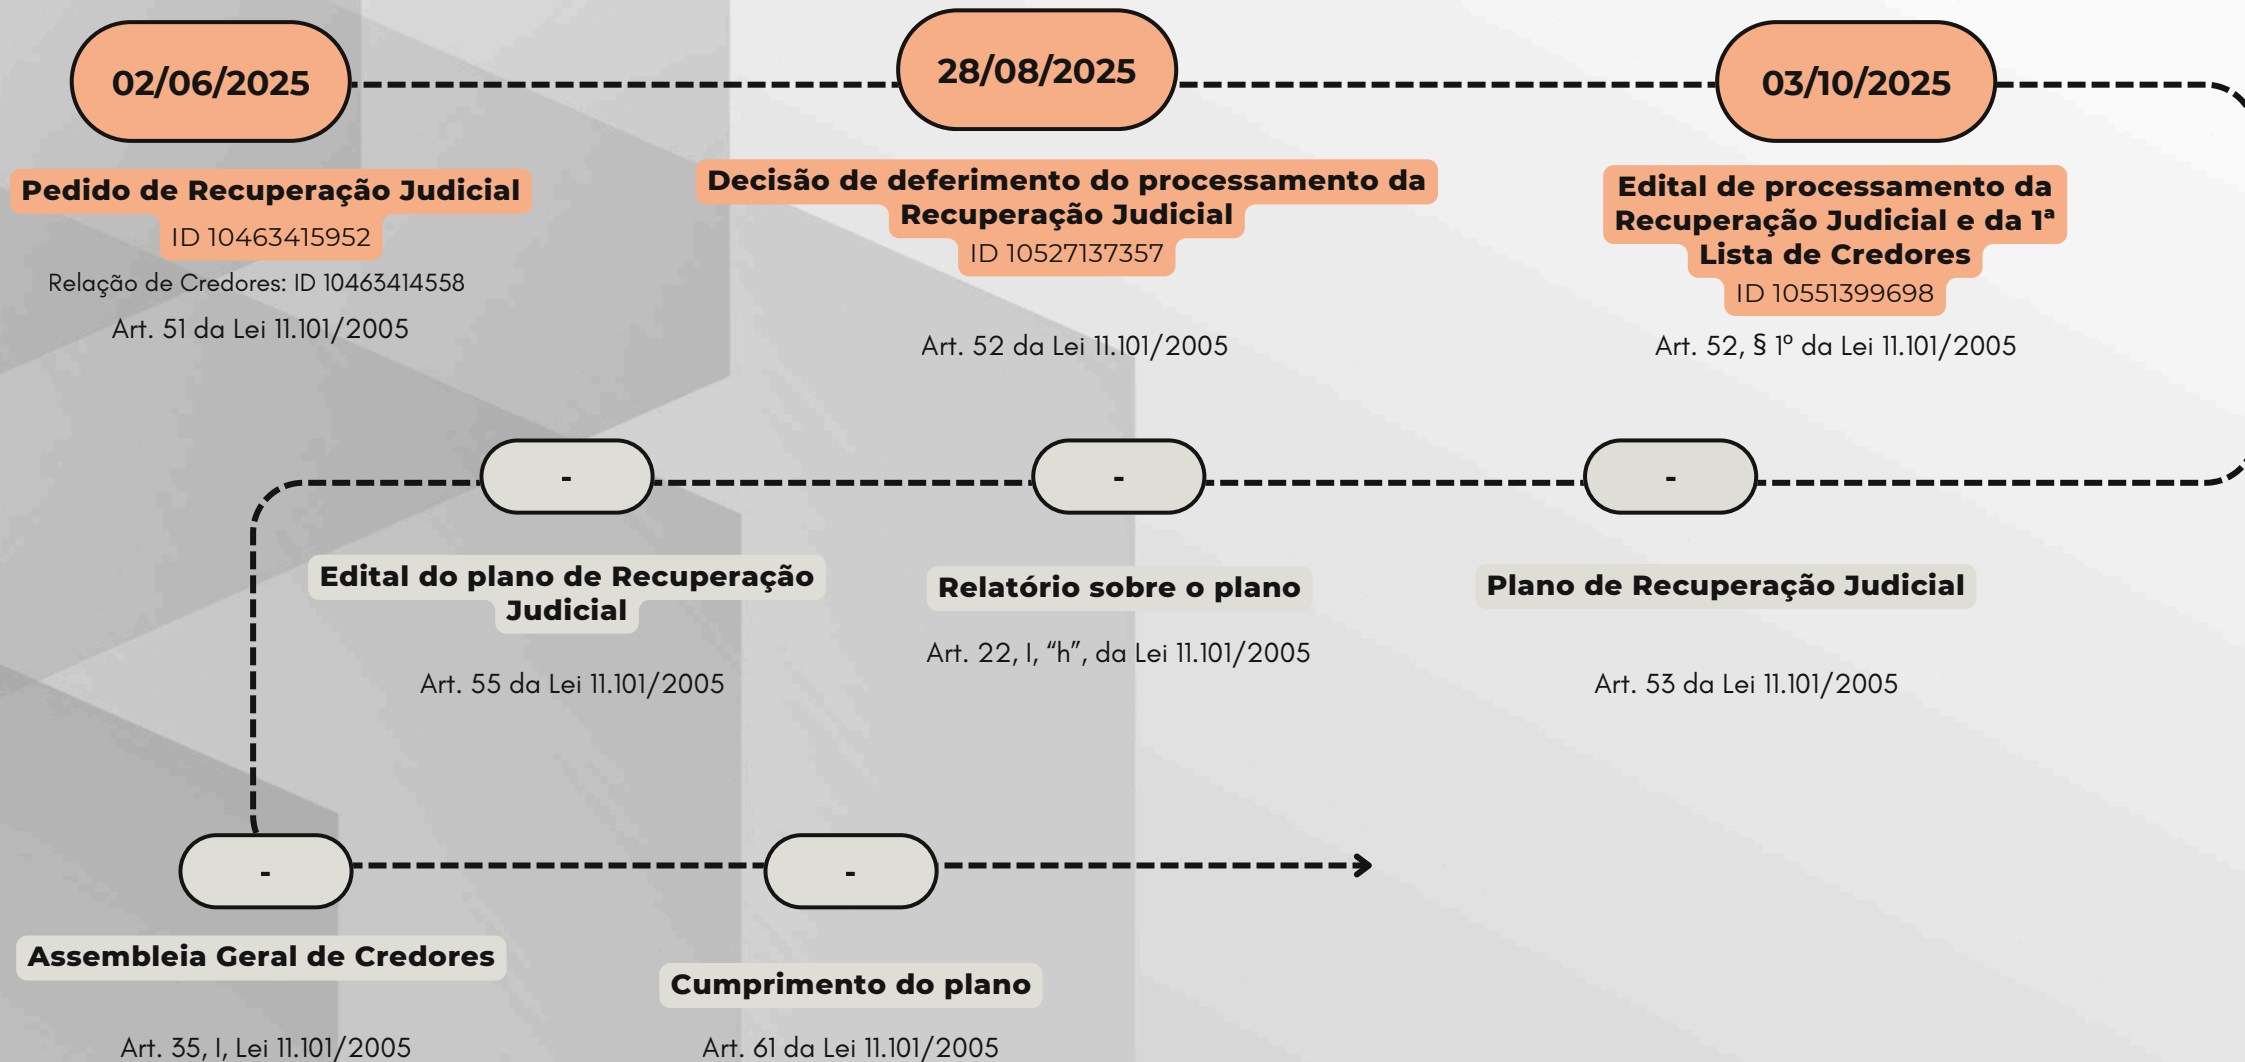 02/06/2025
Pedido de Recuperação Judicial
ID 10463415952
Relação de Credores: ID 10463414558
Art. 51 da Lei 11.101/2005
28/08/2025
Decisão de deferimento do processamento da
Recuperação Judicial
ID 10527137357
Art. 52 da Lei 11.101/2005
03/10/2025
Edital de processamento da
Recuperação Judicial e da 1ª
Lista de Credores
ID 10551399698
Art. 52, § 1º da Lei 11.101/2005
-
Edital do plano de Recuperação
Judicial
Art. 55 da Lei 11.101/2005
-
Relatório sobre o plano
Art. 22, I, “h”, da Lei 11.101/2005
-
Plano de Recuperação Judicial
Art. 53 da Lei 11.101/2005
-
Assembleia Geral de Credores
Art. 35, I, Lei 11.101/2005
-
Cumprimento do plano
Art. 61 da Lei 11.101/2005